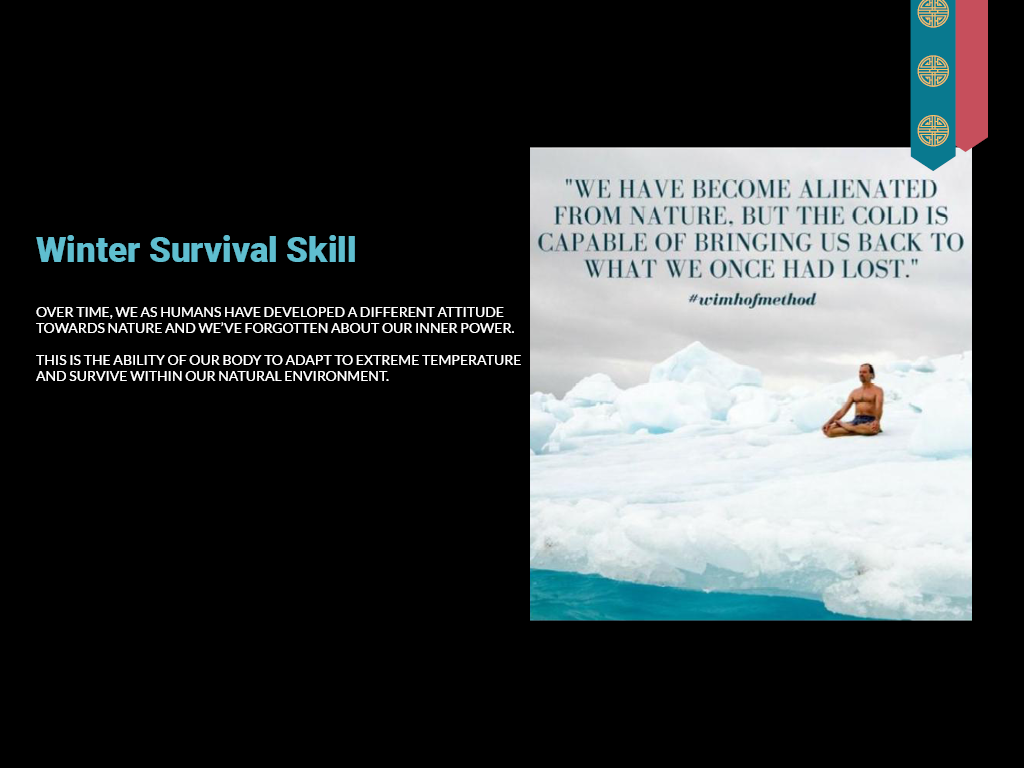 Winter Survival Skill
OVER TIME, WE AS HUMANS HAVE DEVELOPED A DIFFERENT ATTITUDE
TOWARDS NATURE AND WE'VE FORGOTTEN ABOUT OUR INNER POWER.
THIS IS THE ABILITY OF OUR BODY TO ADAPT TO EXTREME TEMPERATURE
AND SURVIVE WITHIN OUR NATURAL ENVIRONMENT.
"WE HAVE BECOME ALIENATED
FROM NATURE, BUT THE COLD IS
CAPABLE OF BRINGING US BACK TO
WHAT WE ONCE HAD LOST."
#wimhofmethod